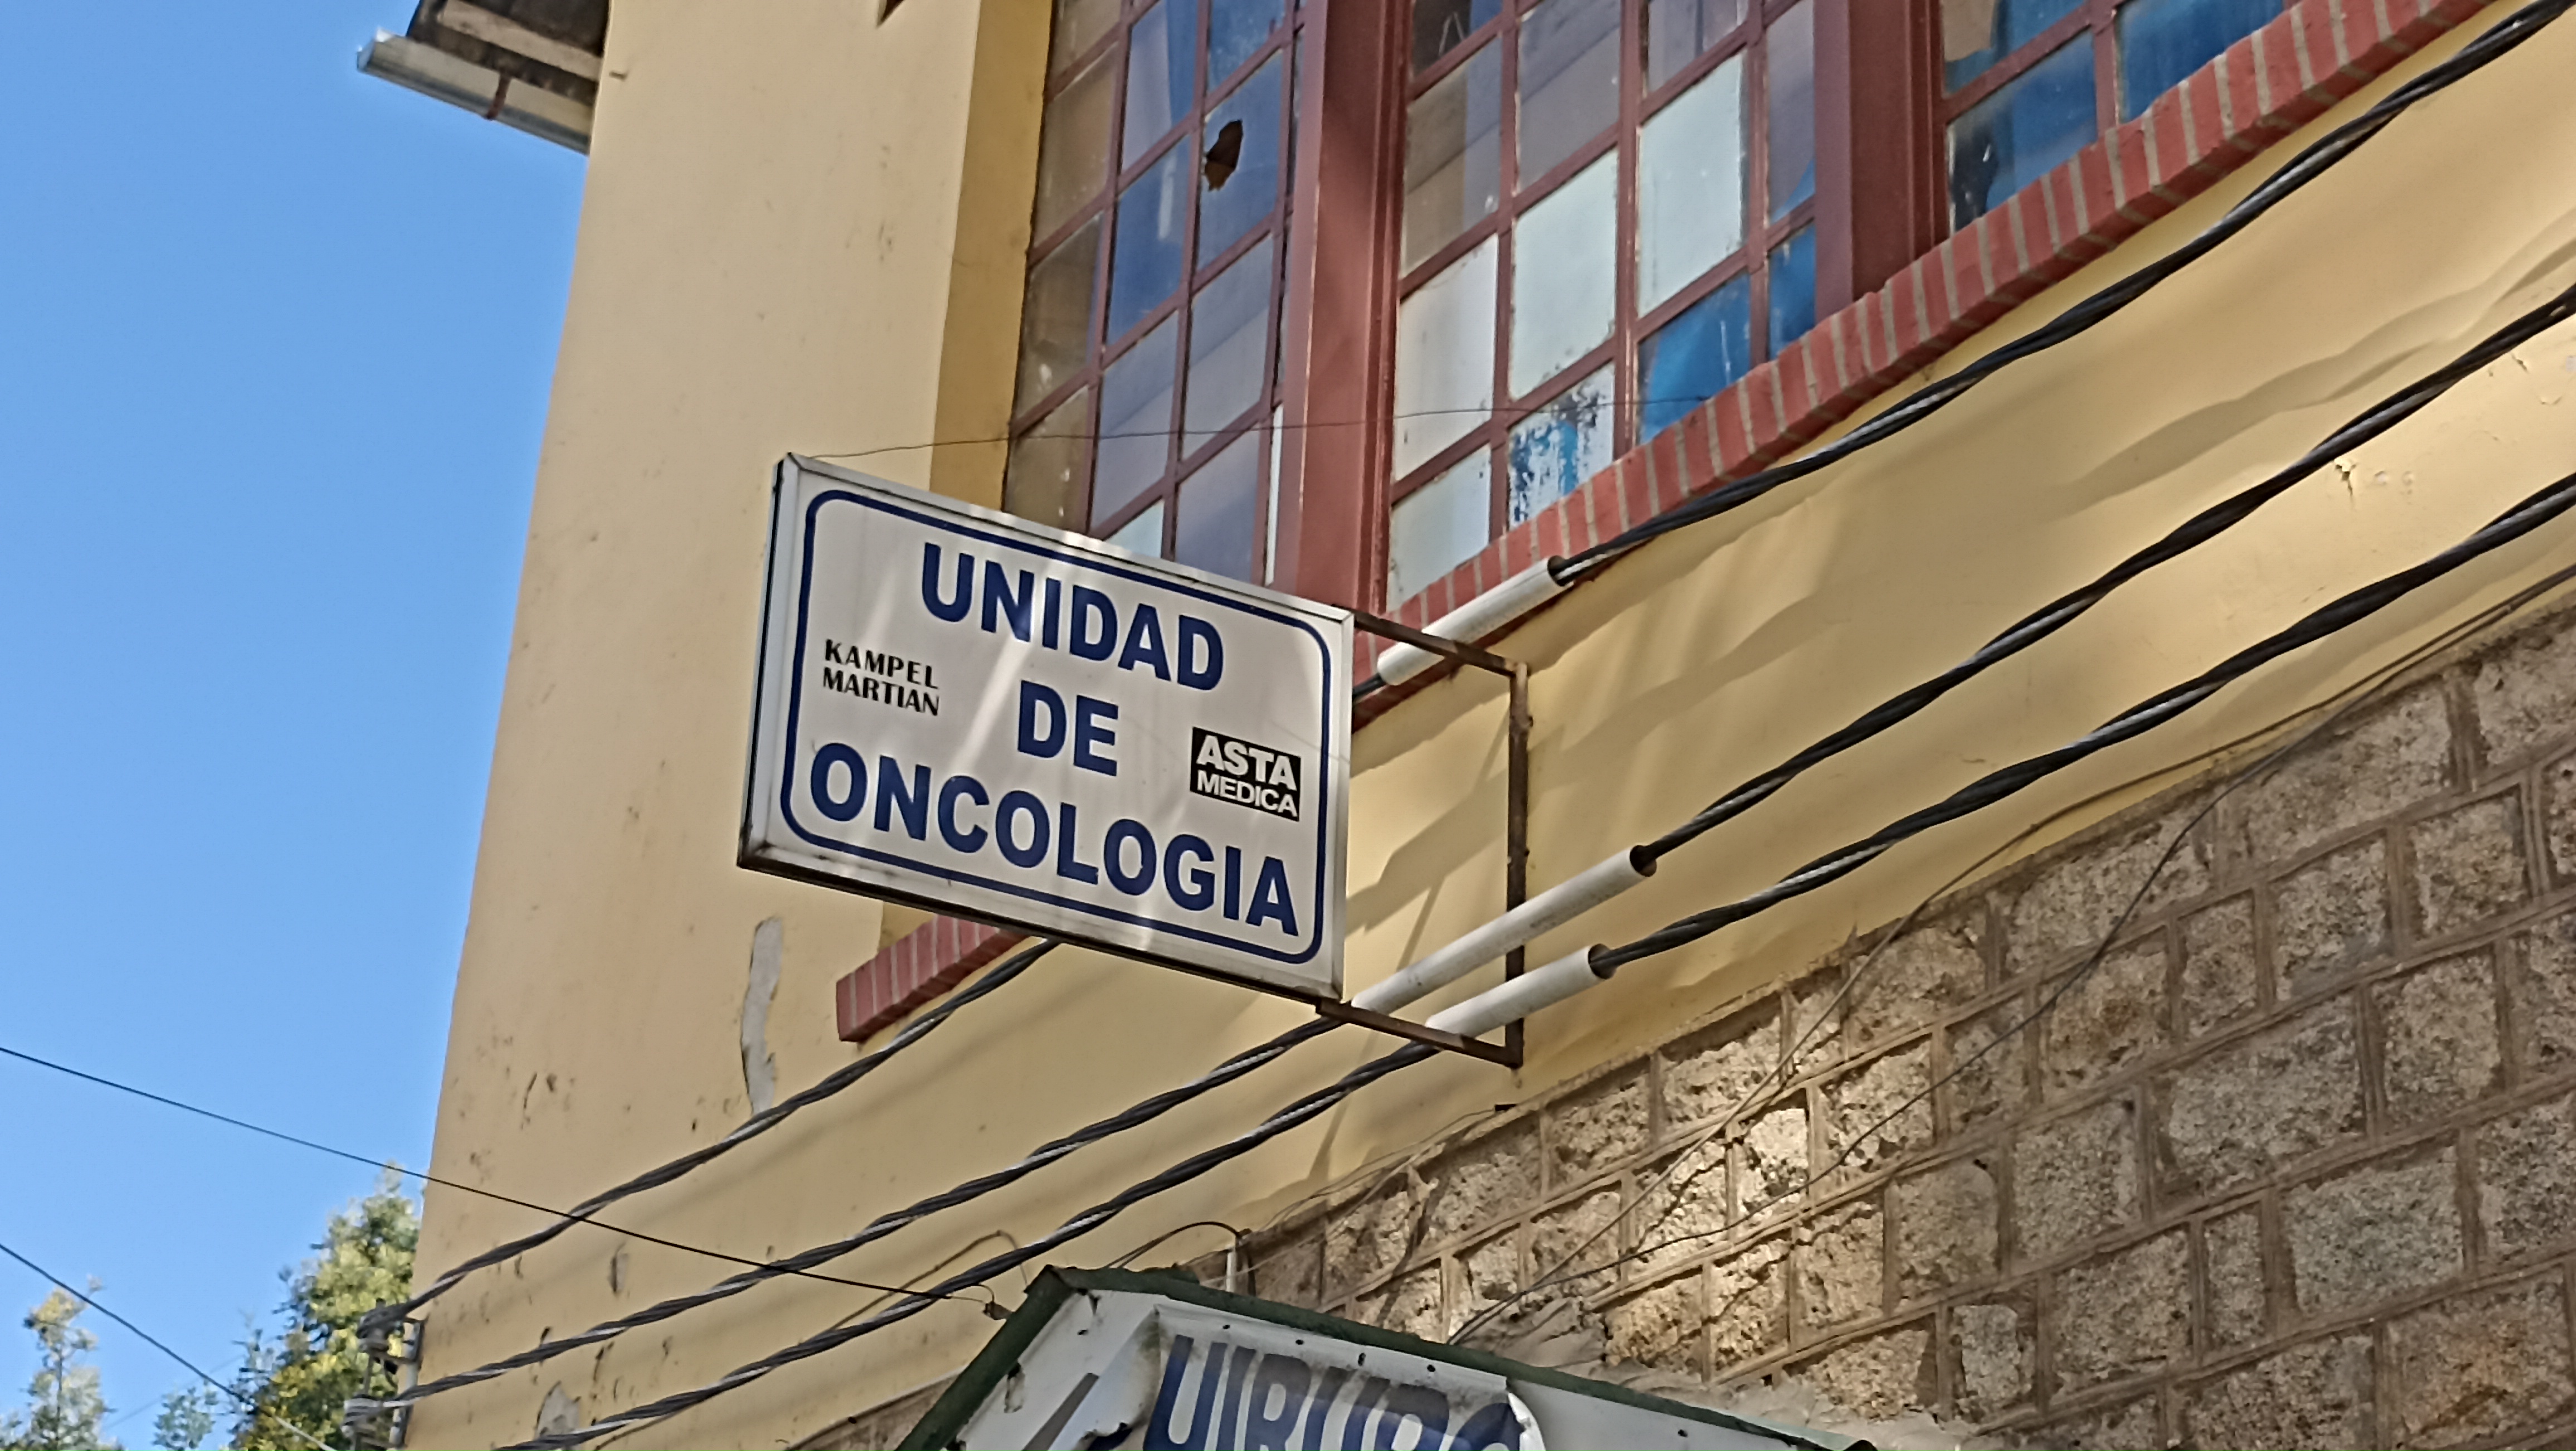 UNIDAD
KAMPEL
MARTIAN
DE
ASTA
MEDICA
ONCOLOGIA